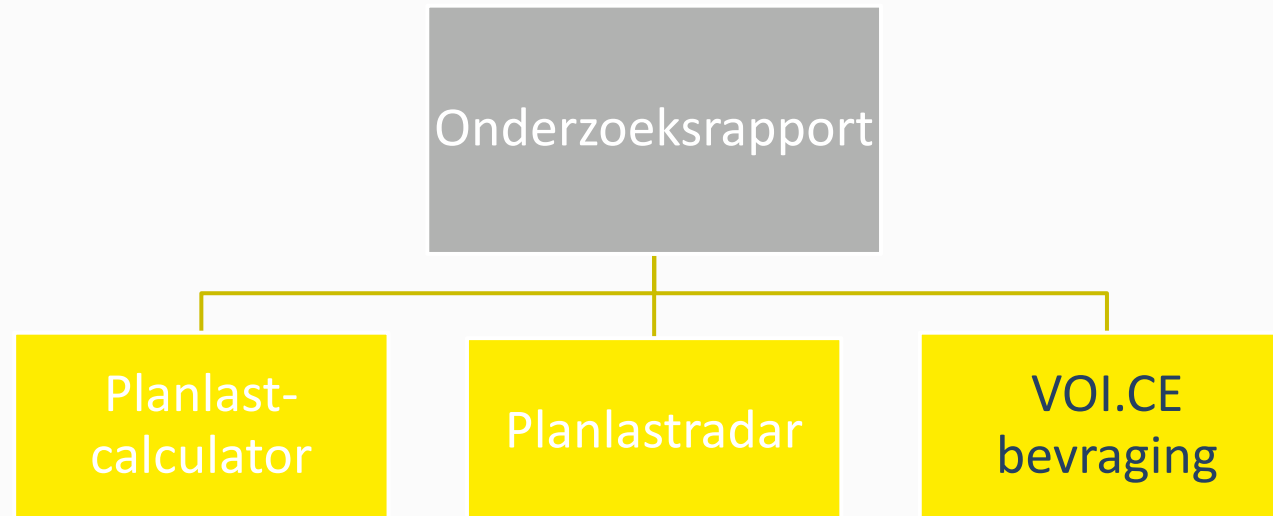 Onderzoeksrapport
Planlast-
calculator
Planlastradar
VOI.CE
bevraging